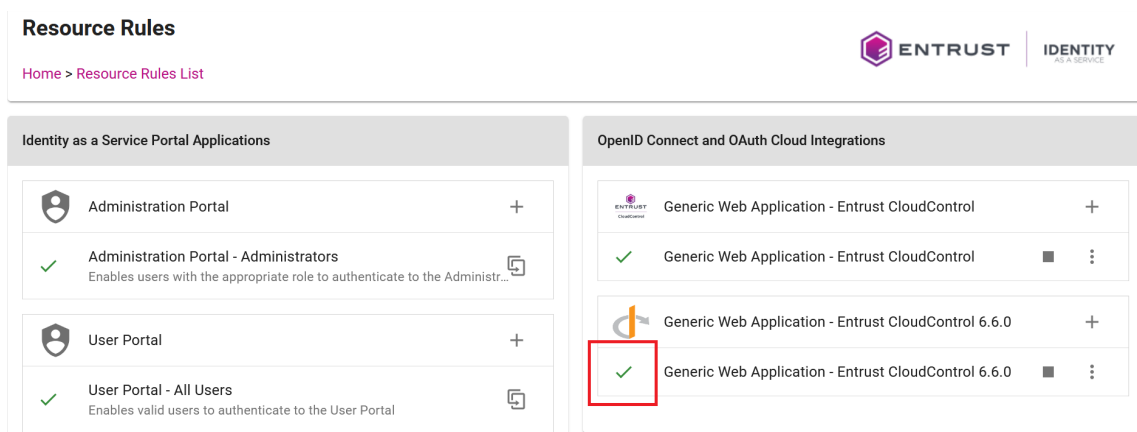 Resource Rules
Home > Resource Rules List
ENTRUST
IDENTITY
AS A SERVICE
Identity as a Service Portal Applications
Administration Portal
Administration Portal - Administrators
Enables users with the appropriate role to authenticate to the Administr...
User Portal
User Portal - All Users
Enables valid users to authenticate to the User Portal
OpenID Connect and OAuth Cloud Integrations
ENTRUST
CloudControl
Generic Web Application - Entrust CloudControl
Generic Web Application - Entrust CloudControl
Generic Web Application - Entrust CloudControl 6.6.0
Generic Web Application - Entrust CloudControl 6.6.0